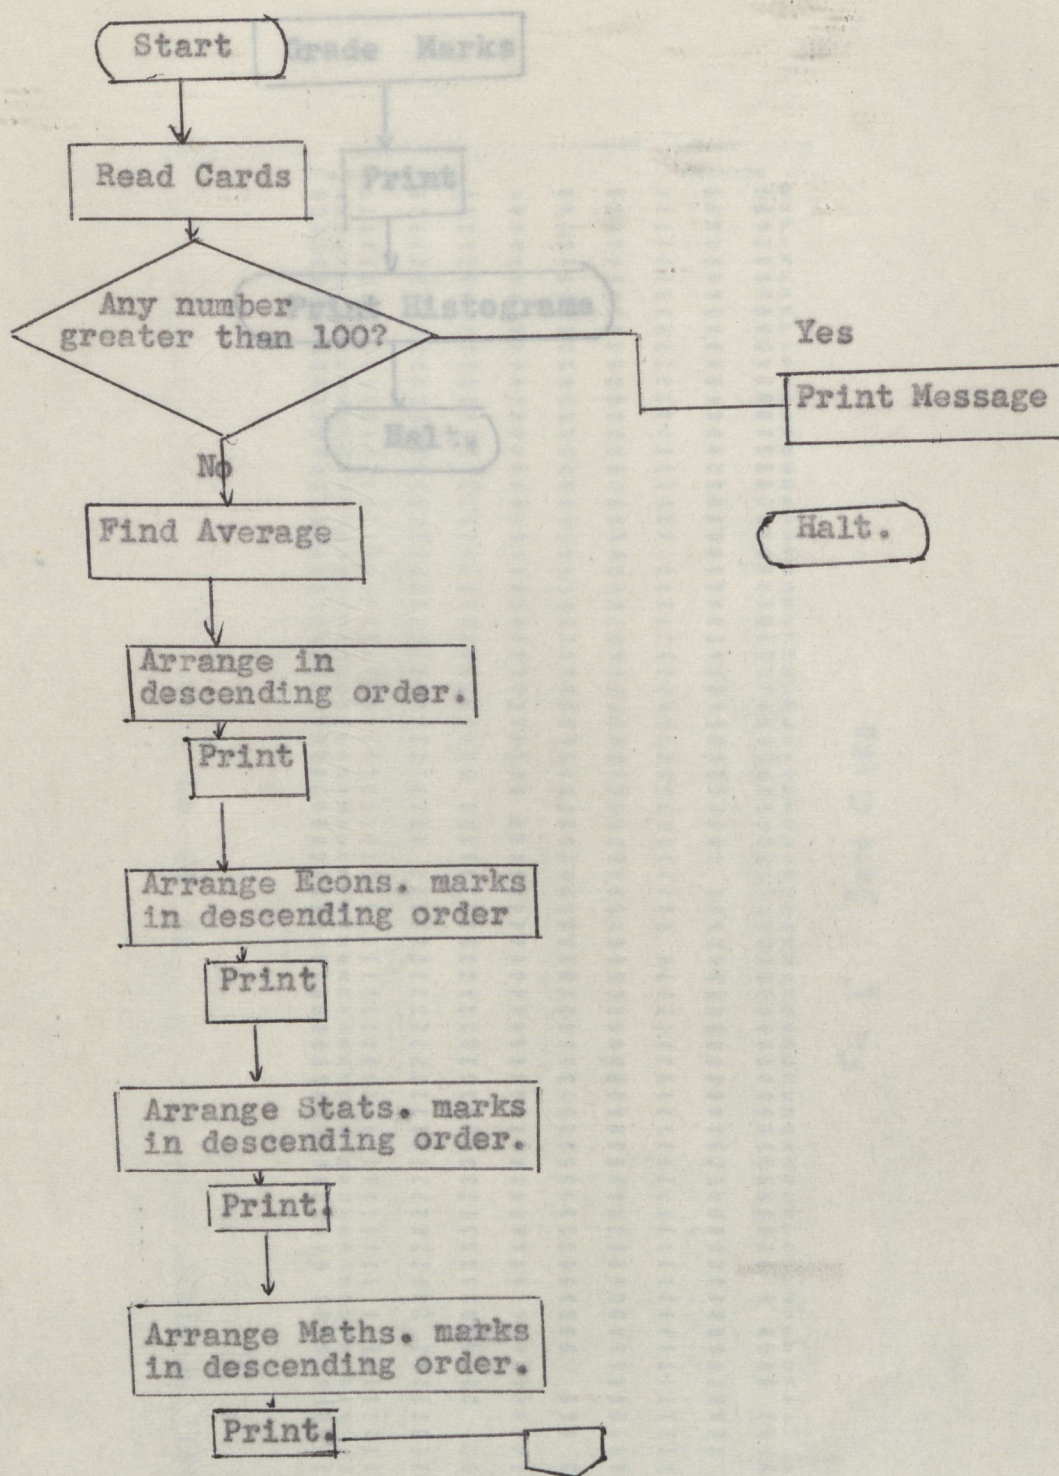 Start
Grade Marks
Read Cards
Print
Any number
greater than 100?
Print Histograms
Yes
Print Message
Halt.
No
Find Average
Halt.
Arrange in
descending order.
Print
Arrange Econs. marks
in descending order
Print
Arrange Stats. marks
in descending order.
Print.
Arrange Maths. marks
in descending order.
Print.